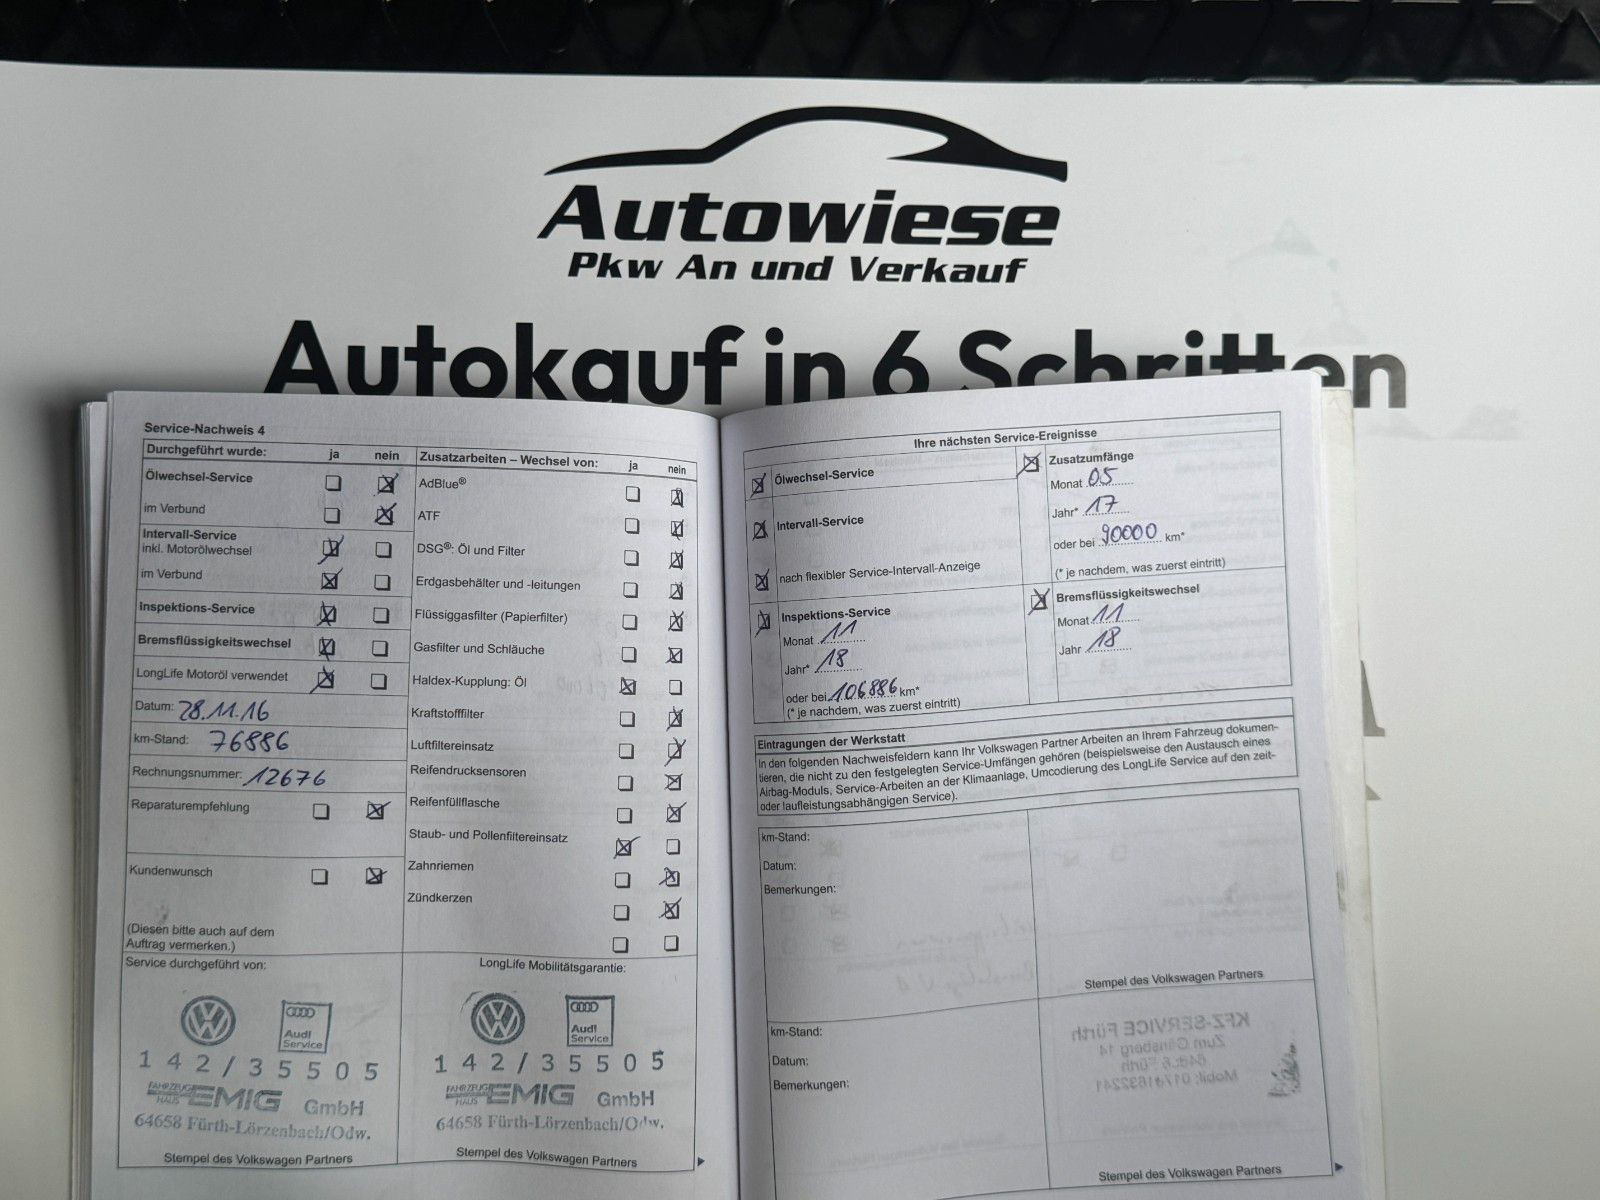 Autowiese
Pkw An und Verkauf
Autokauf in 6 Schritten
Service-Nachweis 4
Durchgeführt wurde: ja nein
Ölwechsel-Service
im Verbund
Intervall-Service
inkl. Motorölwechsel
im Verbund
Inspektions-Service
Bremsflüssigkeitswechsel
LongLife Motoröl verwendet
Datum: 28.11.16
km-Stand: 76886
Rechnungsnummer: 12676
Reparaturempfehlung
Kundenwunsch
(Diesen bitte auch auf dem
Auftrag vermerken.)
Zusatzarbeiten – Wechsel von: ja nein
AdBlue®
ATF
DSG®: Öl und Filter
Erdgasbehälter und -leitungen
Flüssiggasfilter (Papierfilter)
Gasfilter und Schläuche
Haldex-Kupplung: Öl
Kraftstofffilter
Luftfiltereinsatz
Reifendrucksensoren
Reifenfüllflasche
Staub- und Pollenfiltereinsatz
Zahnriemen
Zündkerzen
Service durchgeführt von:
Audi
Service
142/35505
FAHRZEUG
HAUS EMIG GmbH
64658 Fürth-Lörzenbach/Odw.
Stempel des Volkswagen Partners
LongLife Mobilitätsgarantie:
Audi
Service
142/35505
FAHRZEUG
HAUS EMIG GmbH
64658 Fürth-Lörzenbach/Odw.
Stempel des Volkswagen Partners
Ihre nächsten Service-Ereignisse
Ölwechsel-Service
Intervall-Service
nach flexibler Service-Intervall-Anzeige
Inspektions-Service
Monat 11
Jahr* 18
oder bei 106886 km*
(* je nachdem, was zuerst eintritt)
Zusatzumfänge
Monat 05
Jahr* 17
oder bei 90000 km*
(* je nachdem, was zuerst eintritt)
Bremsflüssigkeitswechsel
Monat 11
Jahr 18
Eintragungen der Werkstatt
In den folgenden Nachweisfeldern kann Ihr Volkswagen Partner Arbeiten an Ihrem Fahrzeug dokumen-
tieren, die nicht zu den festgelegten Service-Umfängen gehören (beispielsweise den Austausch eines
Airbag-Moduls, Service-Arbeiten an der Klimaanlage, Umcodierung des LongLife Service auf den zeit-
oder laufleistungsabhängigen Service).
km-Stand:
Datum:
Bemerkungen:
Stempel des Volkswagen Partners
km-Stand:
Datum:
Bemerkungen:
KFZ-SERVICE Fürth
Zum Gänsberg 14
Fürth
Stempel des Volkswagen Partners